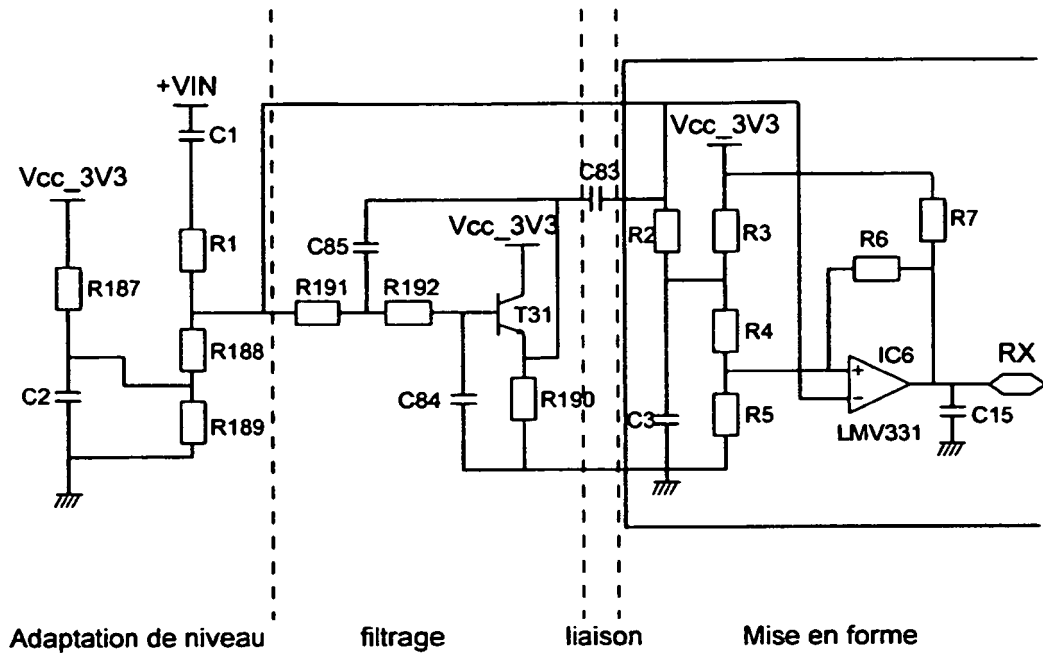 +VIN
C1
Vcc_3V3
Vcc_3V3
C83
Vcc_3V3
R1
C85
R2
R3
R7
R6
R187
R191
R192
T31
R188
R4
IC6
RX
C2
C84
R190
R189
C3
R5
+
-
LMV331
C15
Adaptation de niveau
filtrage
liaison
Mise en forme